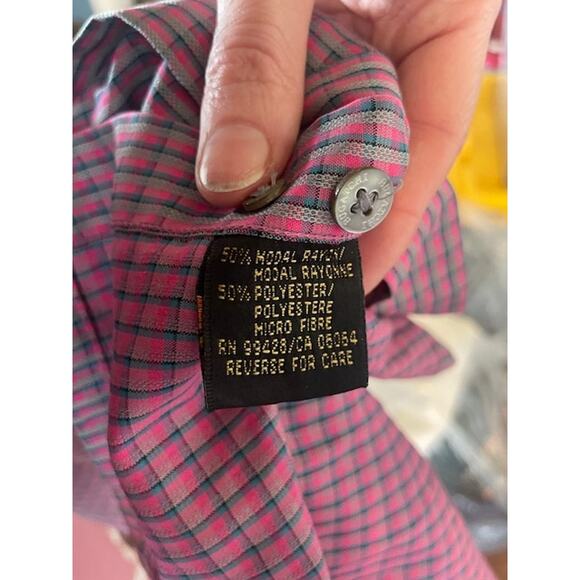 50% MODAL RAYON/
MODAL RAYONNE
50% POLYESTER/
POLYESTERE
MICRO FIBRE
RN 99428/CA 05054
REVERSE FOR CARE